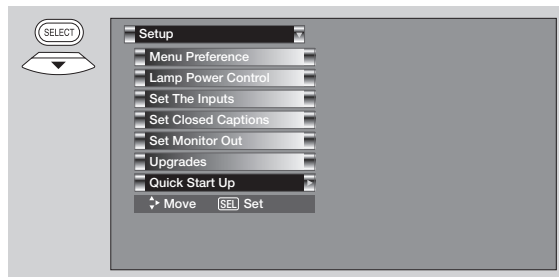 SELECT
Setup
Menu Preference
Lamp Power Control
Set The Inputs
Set Closed Captions
Set Monitor Out
Upgrades
Quick Start Up
Move SEL Set